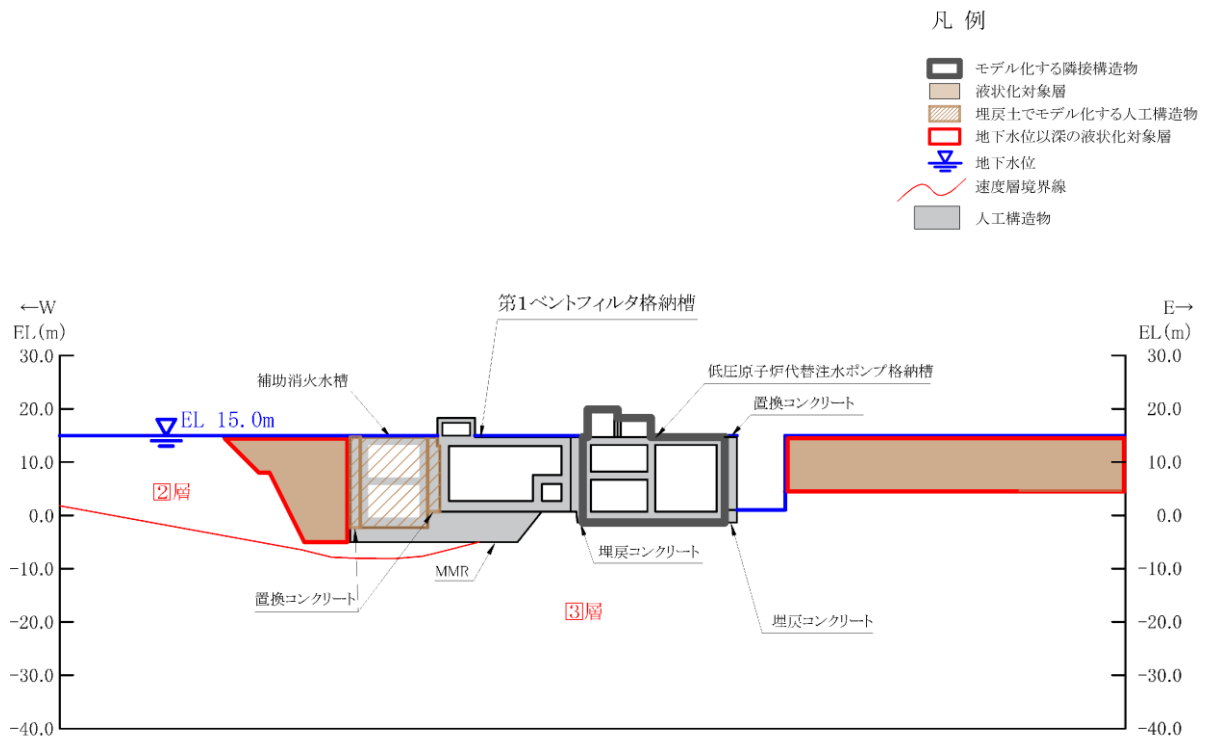 凡 例
モデル化する隣接構造物
液状化対象層
埋戻土でモデル化する人工構造物
地下水位以深の液状化対象層
地下水位
速度層境界線
人工構造物
←W
EL(m)
E→
EL(m)
第1ベントフィルタ格納槽
補助消火水槽
低圧原子炉代替注水ポンプ格納槽
置換コンクリート
EL 15.0m
②層
③層
埋戻コンクリート
MMR
置換コンクリート
埋戻コンクリート
30.0
20.0
10.0
0.0
-10.0
-20.0
-30.0
-40.0
30.0
20.0
10.0
0.0
-10.0
-20.0
-30.0
-40.0